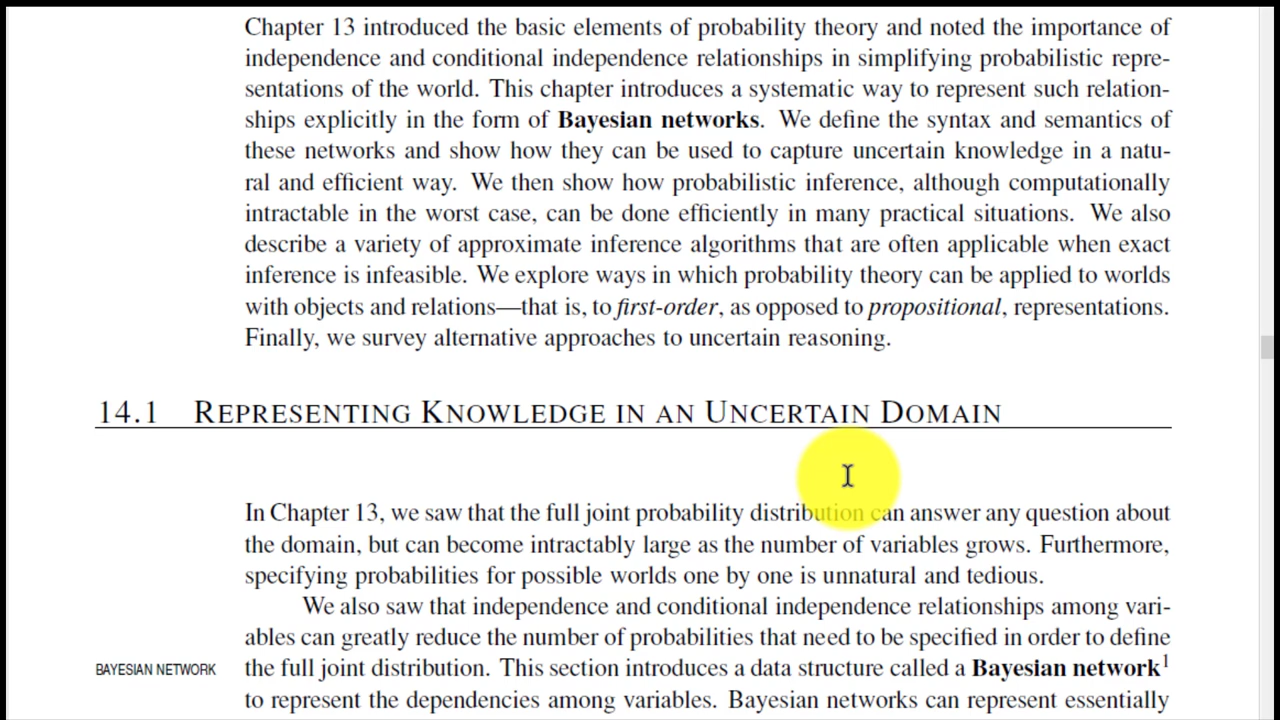 Chapter 13 introduced the basic elements of probability theory and noted the importance of
independence and conditional independence relationships in simplifying probabilistic repre-
sentations of the world. This chapter introduces a systematic way to represent such relation-
ships explicitly in the form of Bayesian networks. We define the syntax and semantics of
these networks and show how they can be used to capture uncertain knowledge in a natu-
ral and efficient way. We then show how probabilistic inference, although computationally
intractable in the worst case, can be done efficiently in many practical situations. We also
describe a variety of approximate inference algorithms that are often applicable when exact
inference is infeasible. We explore ways in which probability theory can be applied to worlds
with objects and relations—that is, to first-order, as opposed to propositional, representations.
Finally, we survey alternative approaches to uncertain reasoning.
14.1 REPRESENTING KNOWLEDGE IN AN UNCERTAIN DOMAIN
In Chapter 13, we saw that the full joint probability distribution can answer any question about
the domain, but can become intractably large as the number of variables grows. Furthermore,
specifying probabilities for possible worlds one by one is unnatural and tedious.
We also saw that independence and conditional independence relationships among vari-
ables can greatly reduce the number of probabilities that need to be specified in order to define
BAYESIAN NETWORK the full joint distribution. This section introduces a data structure called a Bayesian network¹
to represent the dependencies among variables. Bayesian networks can represent essentially